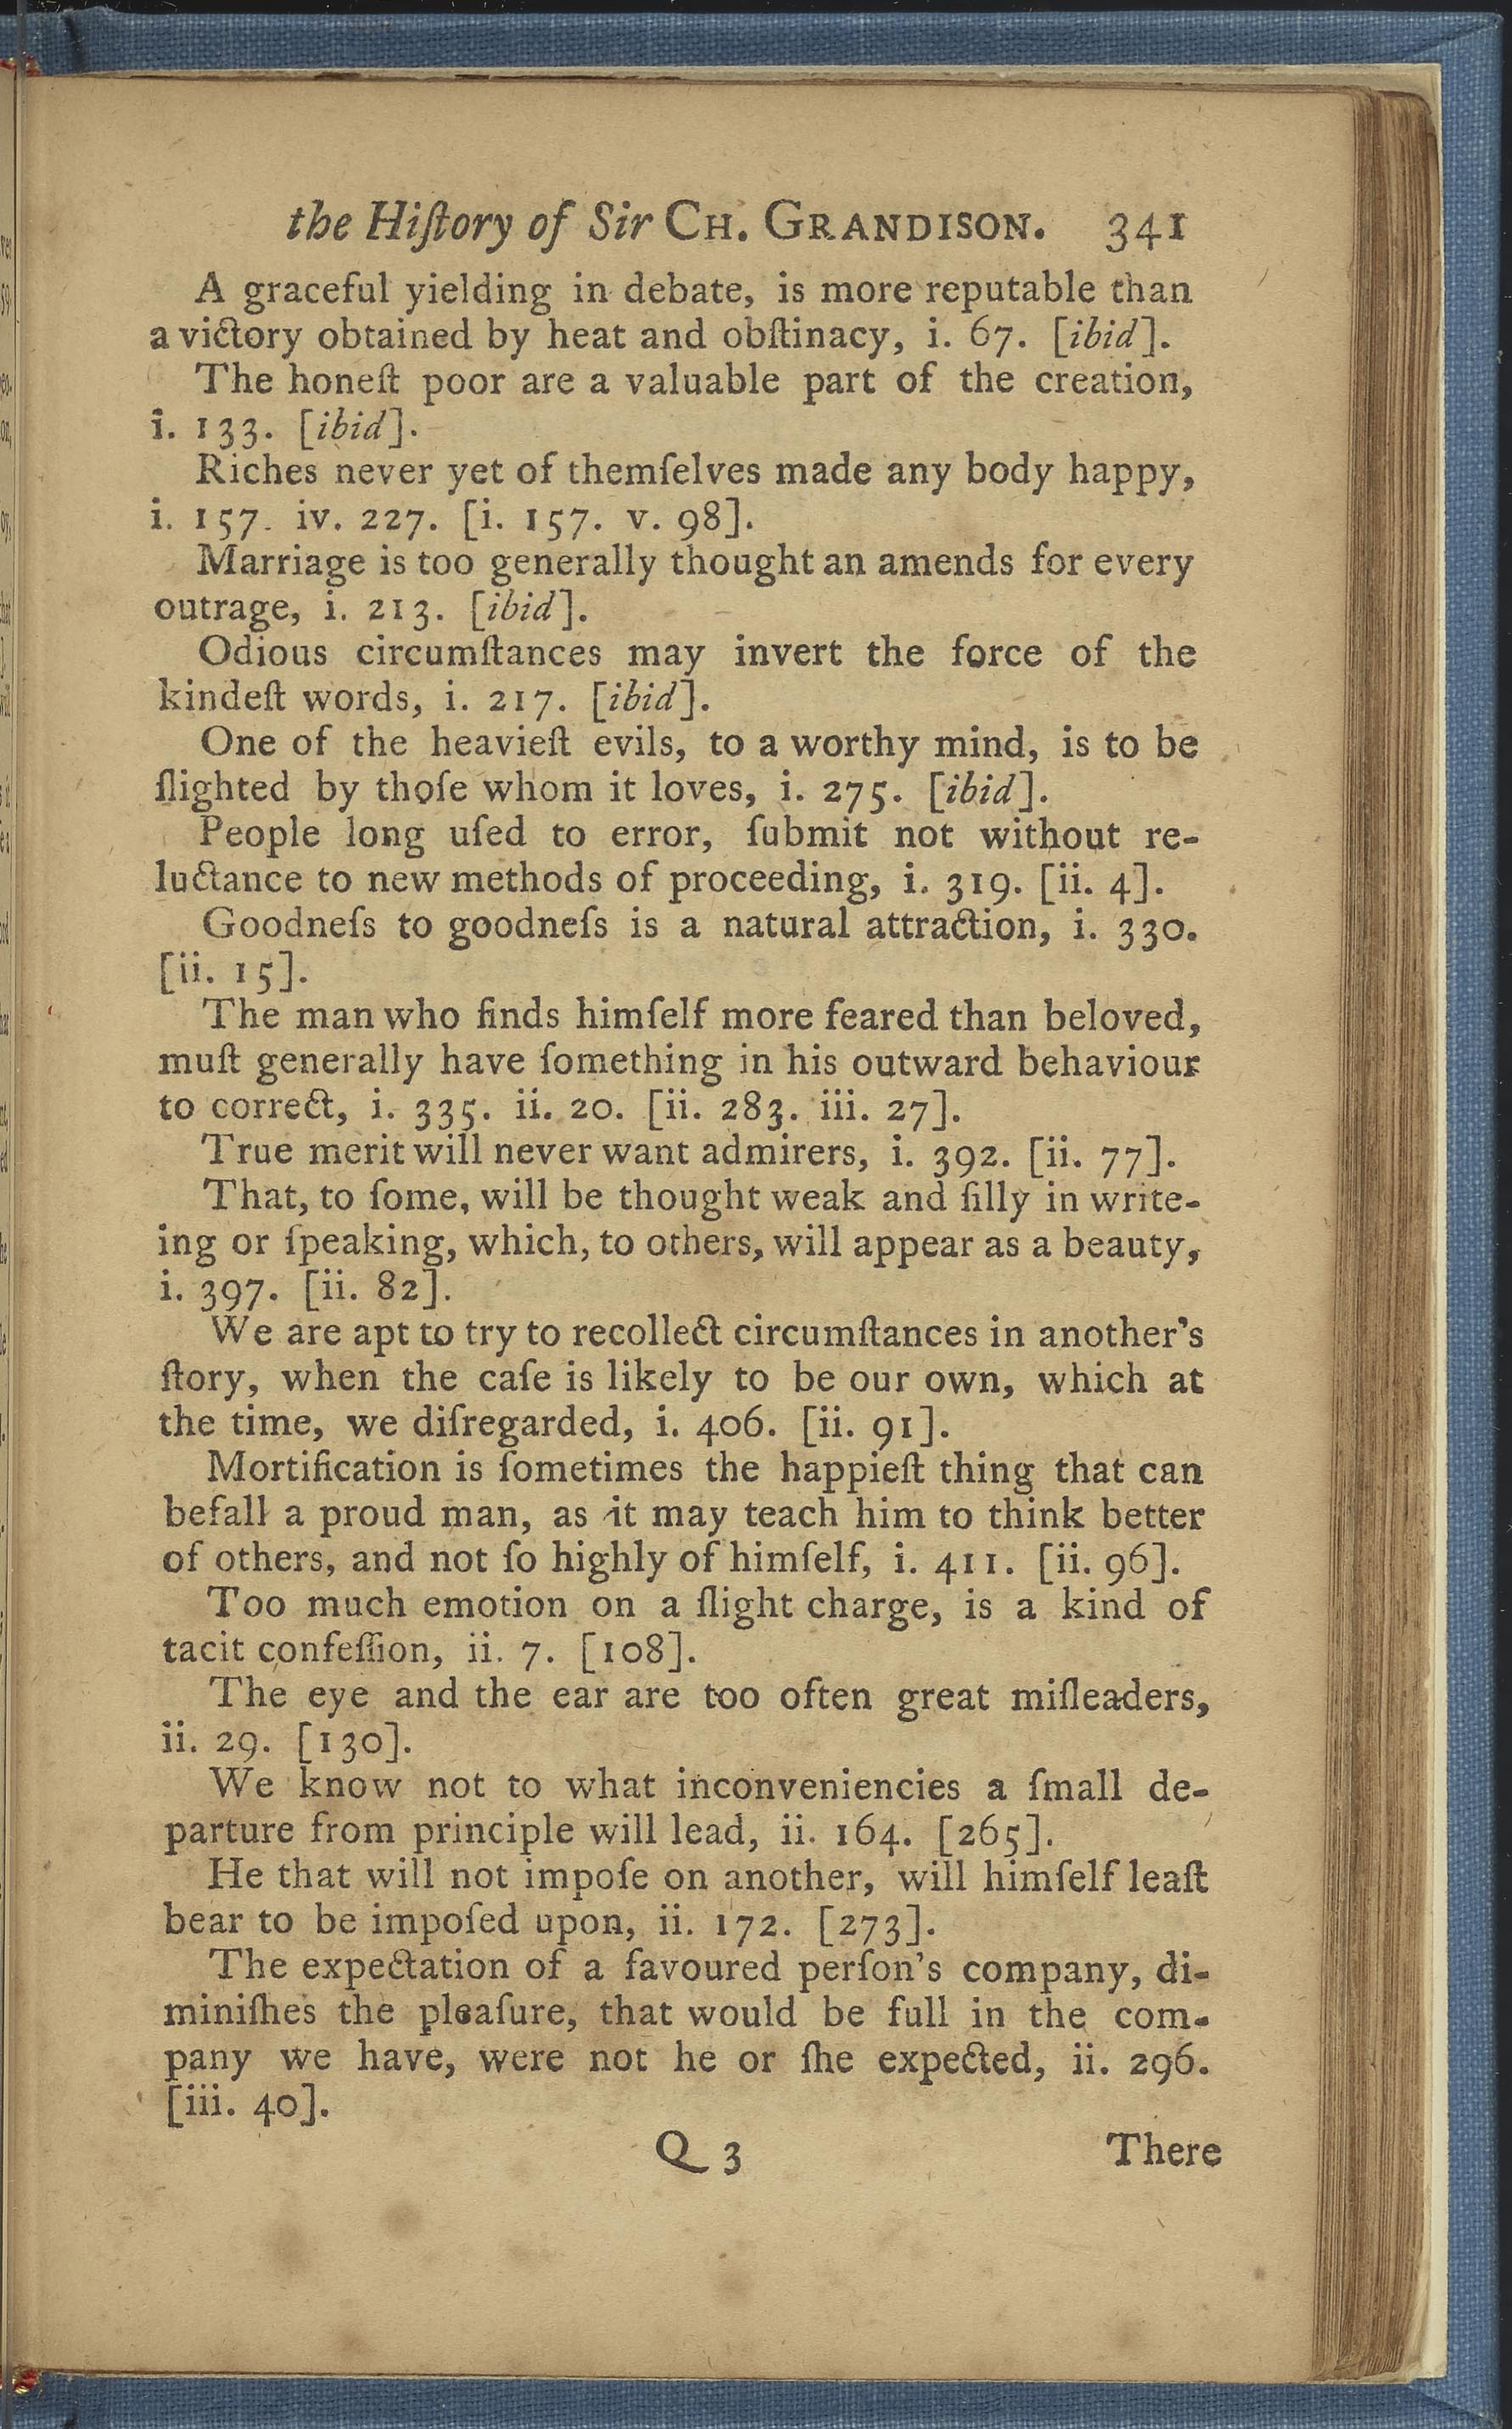 the Hiſtory of Sir CH. GRANDISON. 341
A graceful yielding in debate, is more reputable than
a victory obtained by heat and obſtinacy, i. 67. [ibid].
The honeſt poor are a valuable part of the creation,
i. 133. [ibid].
Riches never yet of themſelves made any body happy,
i. 157. iv. 227. [i. 157. v. 98].
Marriage is too generally thought an amends for every
outrage, i. 213. [ibid].
Odious circumſtances may invert the force of the
kindeſt words, i. 217. [ibid].
One of the heavieſt evils, to a worthy mind, is to be
ſlighted by thoſe whom it loves, i. 275. [ibid].
People long uſed to error, ſubmit not without re-
luctance to new methods of proceeding, i. 319. [ii. 4].
Goodneſs to goodneſs is a natural attraction, i. 330.
[ii. 15].
The man who finds himſelf more feared than beloved,
muſt generally have ſomething in his outward behaviour
to correct, i. 335. ii. 20. [ii. 283. iii. 27].
True merit will never want admirers, i. 392. [ii. 77].
That, to ſome, will be thought weak and ſilly in write-
ing or ſpeaking, which, to others, will appear as a beauty,
i. 397. [ii. 82].
We are apt to try to recollect circumſtances in another's
ſtory, when the caſe is likely to be our own, which at
the time, we diſregarded, i. 406. [ii. 91].
Mortification is ſometimes the happieſt thing that can
befall a proud man, as it may teach him to think better
of others, and not ſo highly of himſelf, i. 411. [ii. 96].
Too much emotion on a ſlight charge, is a kind of
tacit confeſſion, ii. 7. [108].
The eye and the ear are too often great miſleaders,
ii. 29. [130].
We know not to what inconveniencies a ſmall de-
parture from principle will lead, ii. 164. [265].
He that will not impoſe on another, will himſelf leaſt
bear to be impoſed upon, ii. 172. [273].
The expectation of a favoured perſon's company, di-
miniſhes the pleaſure, that would be full in the com-
pany we have, were not he or ſhe expected, ii. 296.
[iii. 40].
Q 3 There